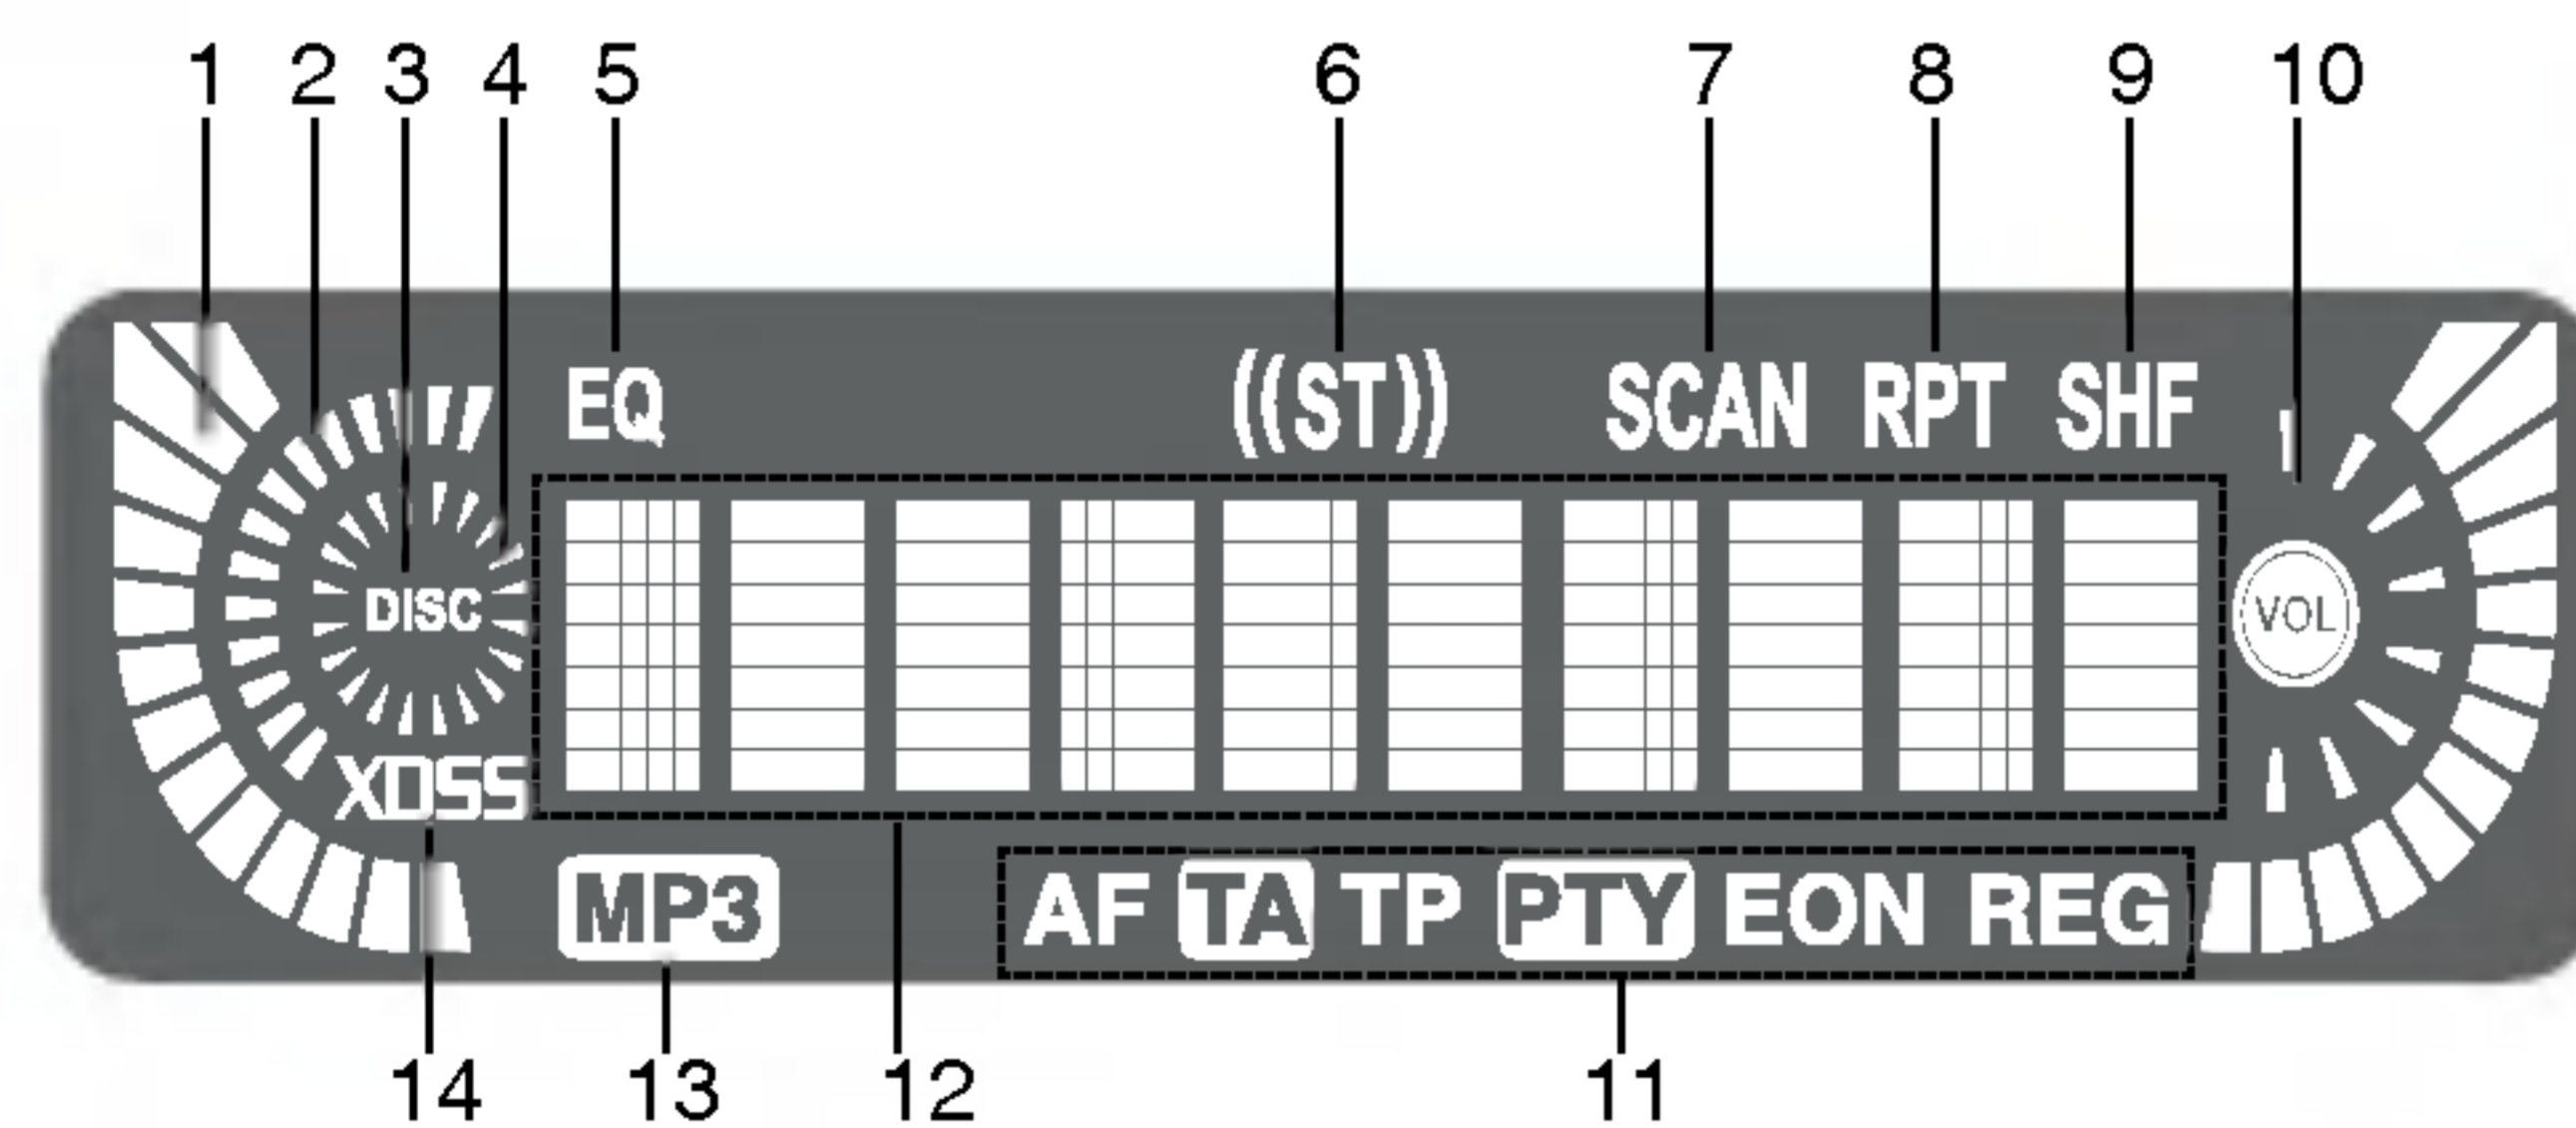 1 2 3 4 5 6 7 8 9 10
EQ ((ST)) SCAN RPT SHF
DISC VOL
XDSS
MP3 AF TA TP PTY EON REG
14 13 12 11